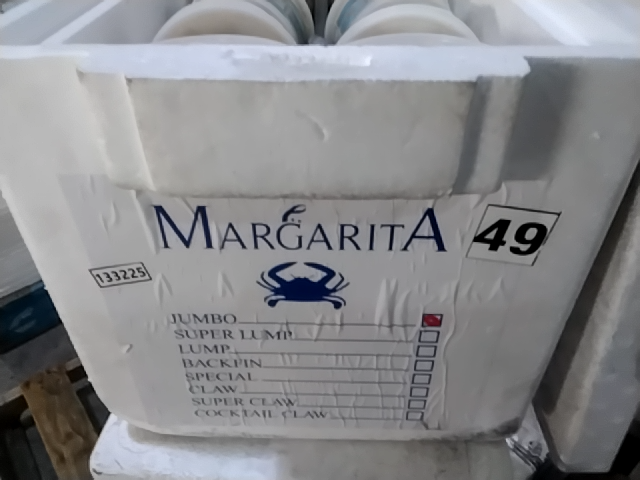 MARGARITA
49
133225
JUMBO
SUPER LUMP
LUMP
BACKFIN
SPECIAL
CLAW
SUPER CLAW
COCKTAIL CLAW